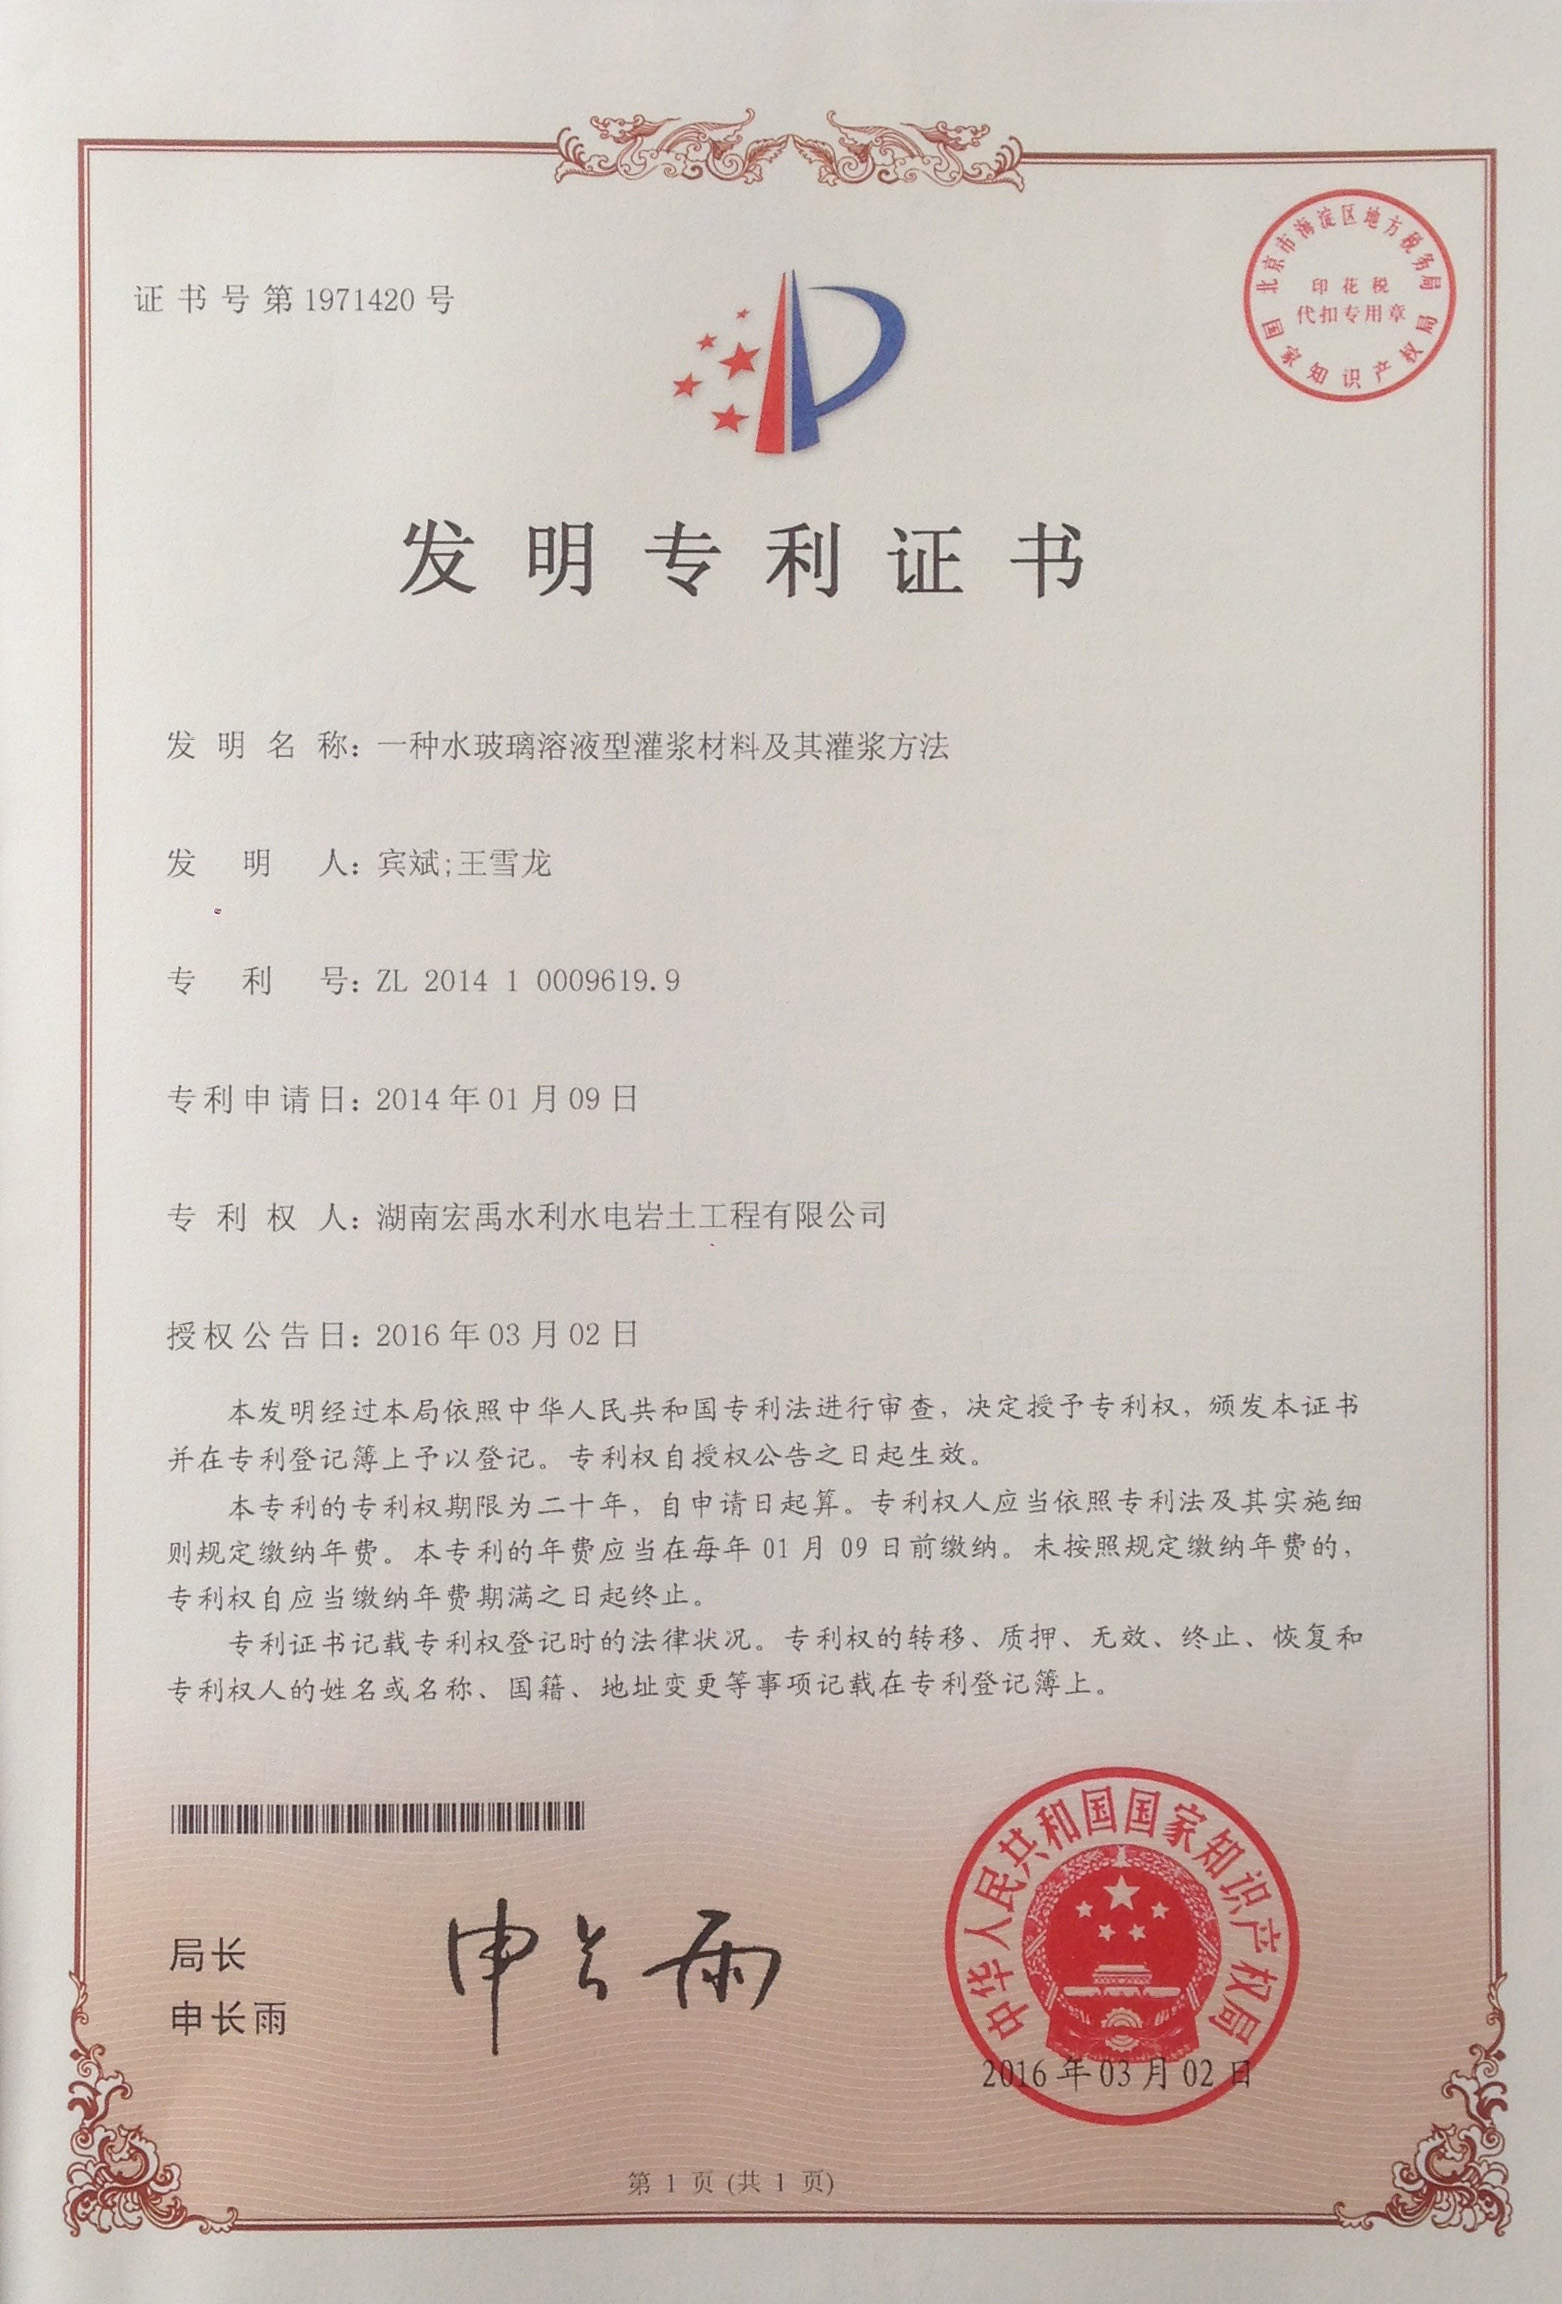 证书号第1971420号
北京市海淀区地方税务局
印花税
代扣专用章
国家知识产权局
发明专利证书
发明名称：一种水玻璃溶液型灌浆材料及其灌浆方法
发明人：宾斌;王雪龙
专利号：ZL 2014 1 0009619.9
专利申请日：2014年01月09日
专利权人：湖南宏禹水利水电岩土工程有限公司
授权公告日：2016年03月02日
本发明经过本局依照中华人民共和国专利法进行审查，决定授予专利权，颁发本证书
并在专利登记簿上予以登记。专利权自授权公告之日起生效。
本专利的专利权期限为二十年，自申请日起算。专利权人应当依照专利法及其实施细
则规定缴纳年费。本专利的年费应当在每年 01 月 09 日前缴纳。未按照规定缴纳年费的，
专利权自应当缴纳年费期满之日起终止。
专利证书记载专利权登记时的法律状况。专利权的转移、质押、无效、终止、恢复和
专利权人的姓名或名称、国籍、地址变更等事项记载在专利登记簿上。
局长
申长雨
申长雨
中华人民共和国国家知识产权局
2016年03月02日
第 1 页 (共 1 页)